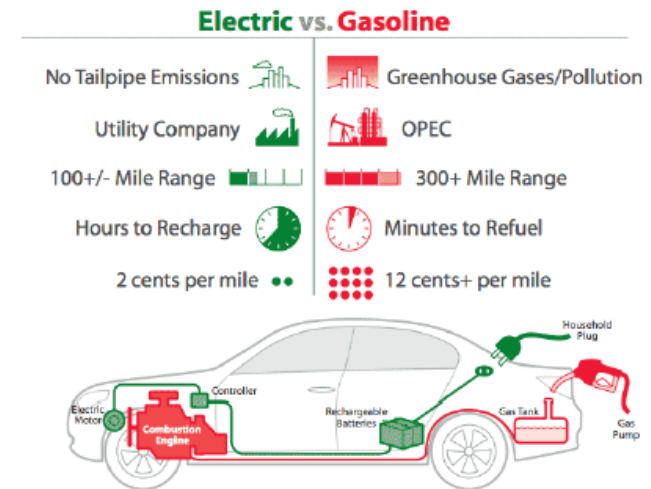 Electric vs. Gasoline
No Tailpipe Emissions
Greenhouse Gases/Pollution
Utility Company
OPEC
100+/- Mile Range
300+ Mile Range
Hours to Recharge
Minutes to Refuel
2 cents per mile
12 cents+ per mile
Household
Plug
Controller
Electric
Motor
Combustion
Engine
Rechargeable
Batteries
Gas Tank
Gas
Pump